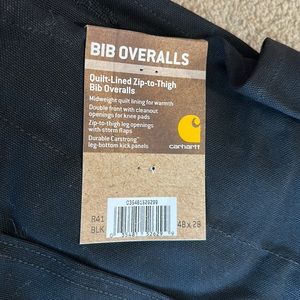 BIB OVERALLS
Quilt-Lined Zip-to-Thigh
Bib Overalls
Midweight quilt lining for warmth
Double front with cleanout
openings for knee pads
Zip-to-thigh leg openings
with storm flaps
Durable Carstrong™
leg-bottom kick panels
carhartt
R41
BLK
48 x 28